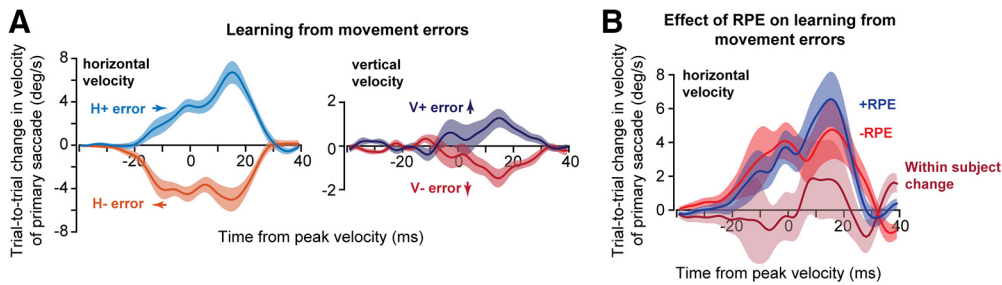 A
Learning from movement errors
Trial-to-trial change in velocity
of primary saccade (deg/s)
8
4
0
-4
-8
horizontal
velocity
H+ error
H- error
-20
0
20
40
vertical
velocity
2
0
-2
V+ error
V- error
-20
0
20
40
Time from peak velocity (ms)
B
Effect of RPE on learning from
movement errors
Trial-to-trial change in velocity
of primary saccade (deg/s)
8
6
4
2
0
horizontal
velocity
+RPE
-RPE
Within subject
change
-20
0
20
40
Time from peak velocity (ms)